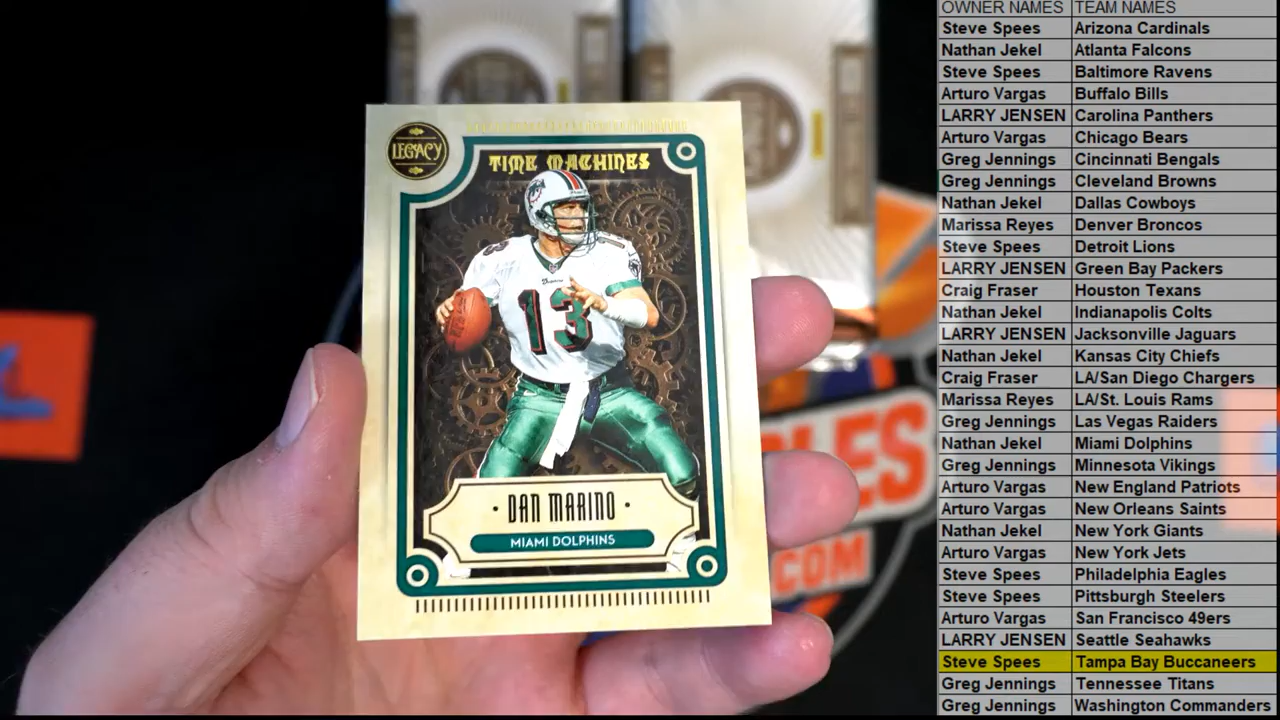 LEGACY
TIME MACHINES
13
DAN MARINO
MIAMI DOLPHINS
LES
.COM
OWNER NAMES TEAM NAMES
Steve Spees Arizona Cardinals
Nathan Jekel Atlanta Falcons
Steve Spees Baltimore Ravens
Arturo Vargas Buffalo Bills
LARRY JENSEN Carolina Panthers
Arturo Vargas Chicago Bears
Greg Jennings Cincinnati Bengals
Greg Jennings Cleveland Browns
Nathan Jekel Dallas Cowboys
Marissa Reyes Denver Broncos
Steve Spees Detroit Lions
LARRY JENSEN Green Bay Packers
Craig Fraser Houston Texans
Nathan Jekel Indianapolis Colts
LARRY JENSEN Jacksonville Jaguars
Nathan Jekel Kansas City Chiefs
Craig Fraser LA/San Diego Chargers
Marissa Reyes LA/St. Louis Rams
Greg Jennings Las Vegas Raiders
Nathan Jekel Miami Dolphins
Greg Jennings Minnesota Vikings
Arturo Vargas New England Patriots
Arturo Vargas New Orleans Saints
Nathan Jekel New York Giants
Arturo Vargas New York Jets
Steve Spees Philadelphia Eagles
Steve Spees Pittsburgh Steelers
Arturo Vargas San Francisco 49ers
LARRY JENSEN Seattle Seahawks
Steve Spees Tampa Bay Buccaneers
Greg Jennings Tennessee Titans
Greg Jennings Washington Commanders